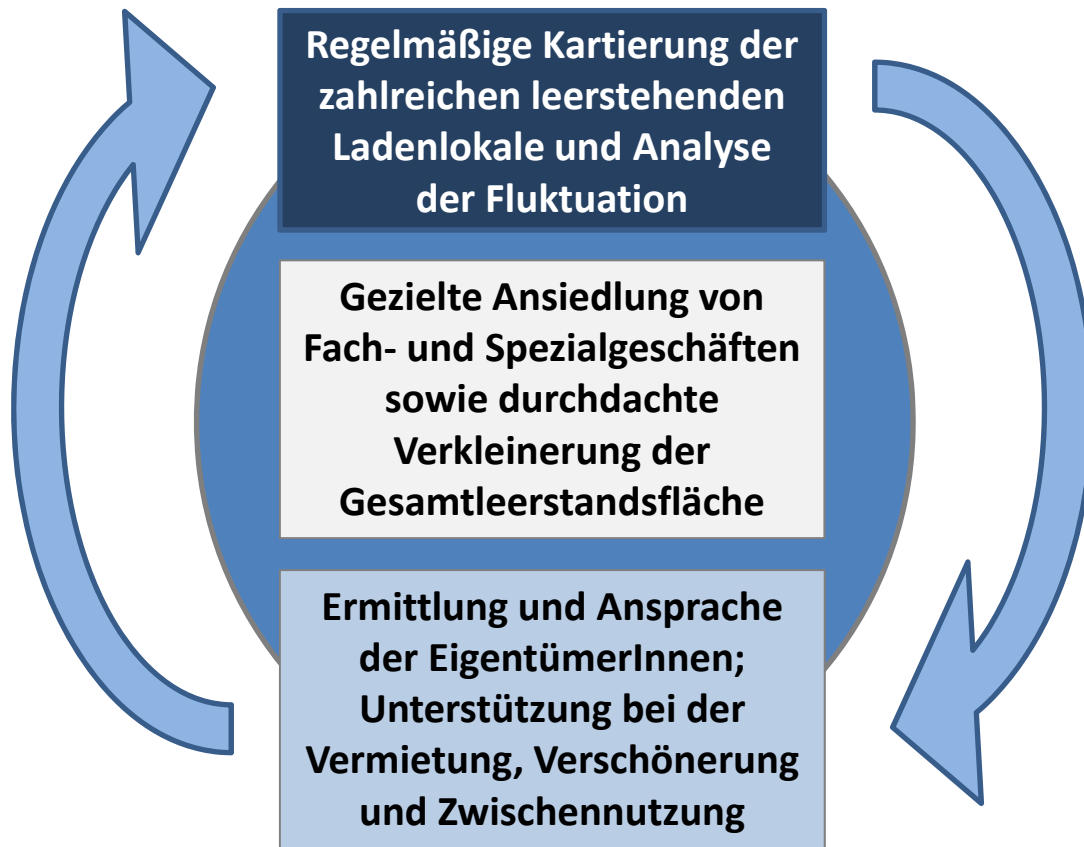 Regelmäßige Kartierung der
zahlreichen leerstehenden
Ladenlokale und Analyse
der Fluktuation
Gezielte Ansiedlung von
Fach- und Spezialgeschäften
sowie durchdachte
Verkleinerung der
Gesamtleerstandsfläche
Ermittlung und Ansprache
der EigentümerInnen;
Unterstützung bei der
Vermietung, Verschönerung
und Zwischennutzung